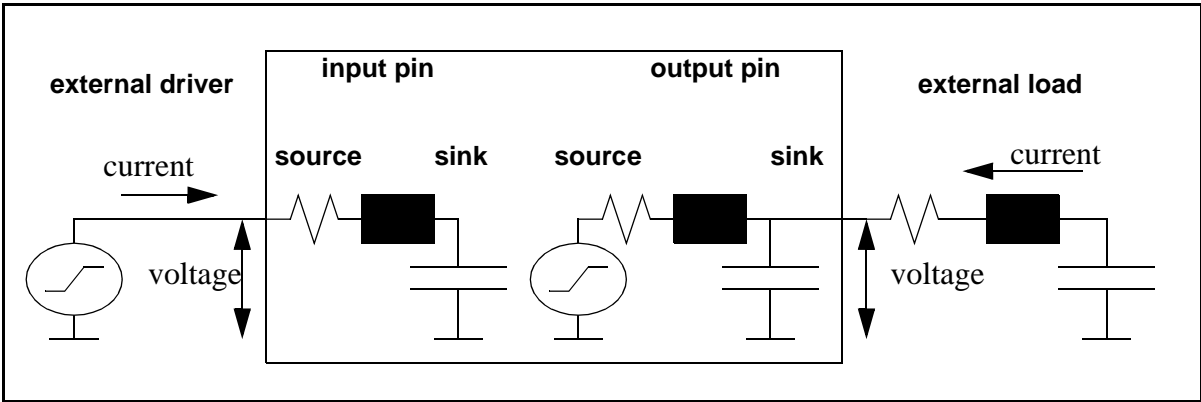 external driver
input pin
output pin
external load
current
source
sink
source
sink
current
voltage
voltage